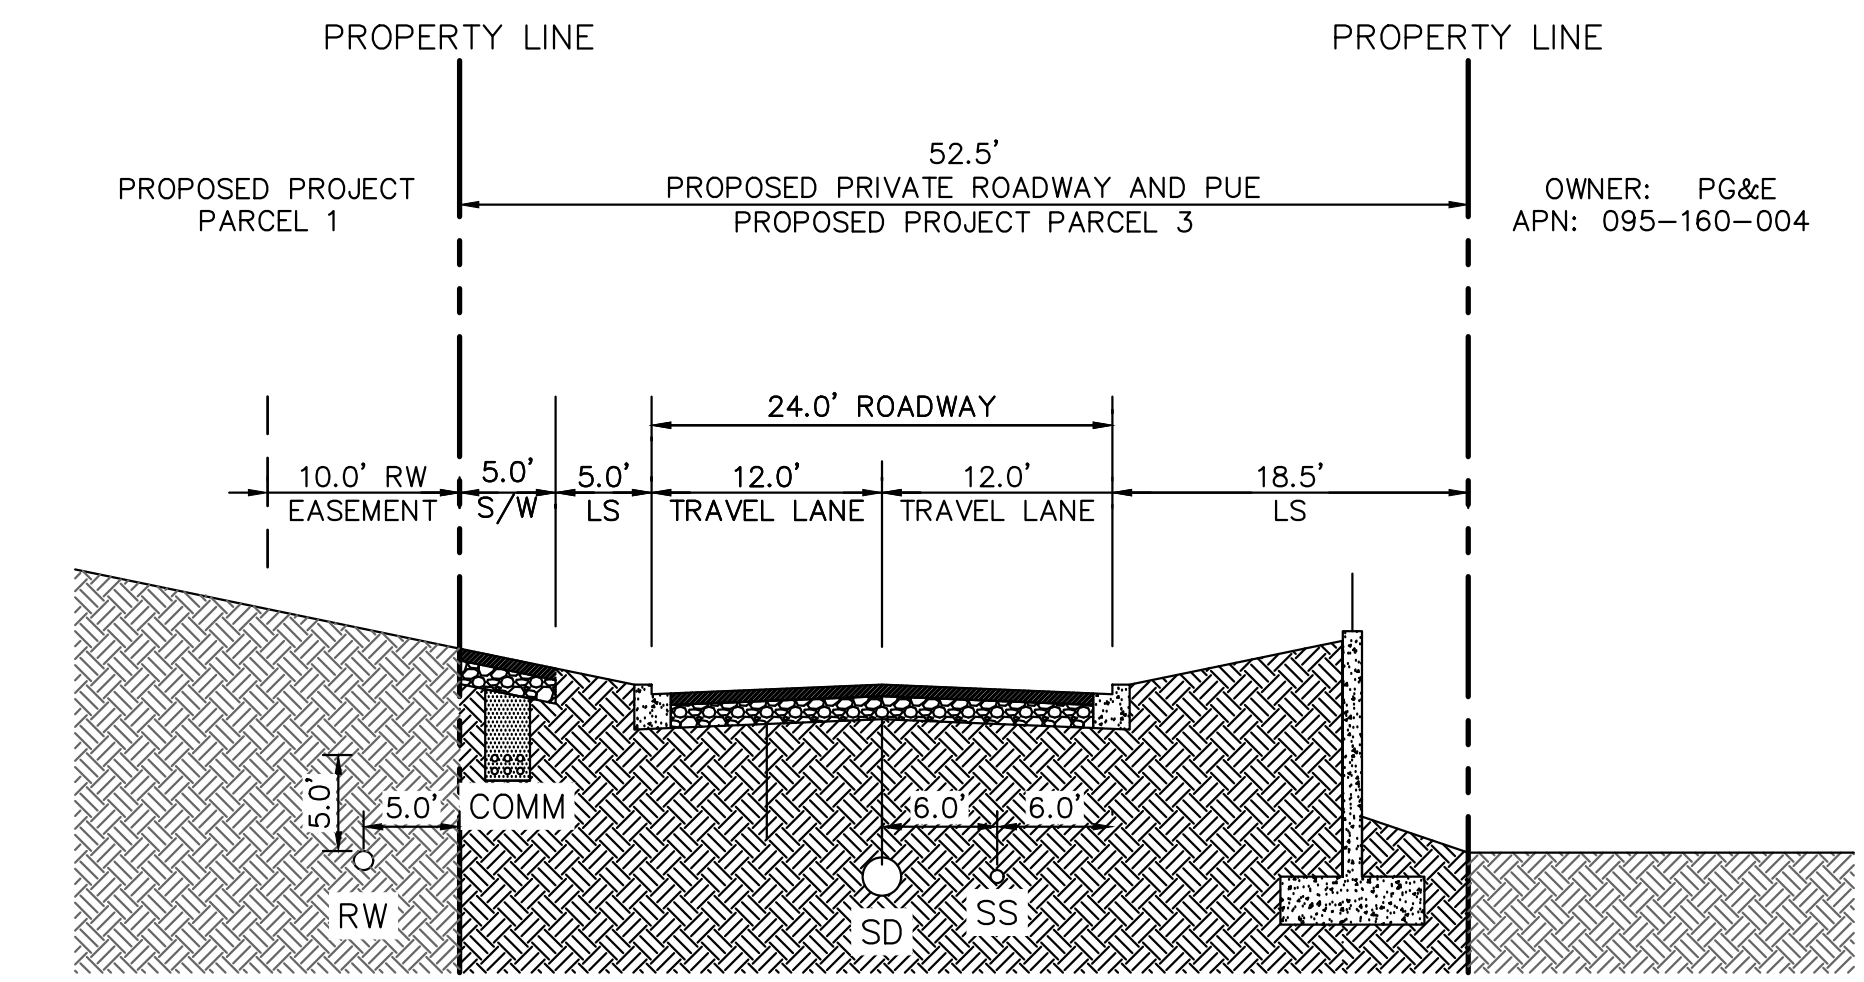 PROPERTY LINE
PROPERTY LINE
52.5'
PROPOSED PROJECT
PARCEL 1
PROPOSED PRIVATE ROADWAY AND PUE
PROPOSED PROJECT PARCEL 3
OWNER: PG&E
APN: 095-160-004
24.0' ROADWAY
10.0' RW
EASEMENT
5.0'
S/W
5.0'
LS
12.0'
TRAVEL LANE
12.0'
TRAVEL LANE
18.5'
LS
5.0'
5.0'
COMM
6.0'
6.0'
RW
SD
SS